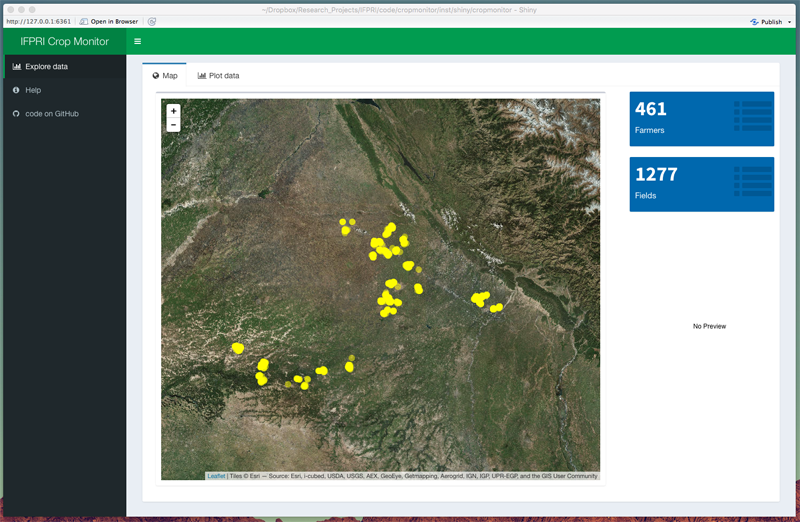 ~/Dropbox/Research_Projects/IFPRI/code/cropmonitor/inst/shiny/cropmonitor - Shiny
http://127.0.0.1:6361 Open in Browser Publish
IFPRI Crop Monitor
Explore data
Help
code on GitHub
Map Plot data
+
−
461
Farmers
1277
Fields
No Preview
Leaflet | Tiles © Esri — Source: Esri, i-cubed, USDA, USGS, AEX, GeoEye, Getmapping, Aerogrid, IGN, IGP, UPR-EGP, and the GIS User Community